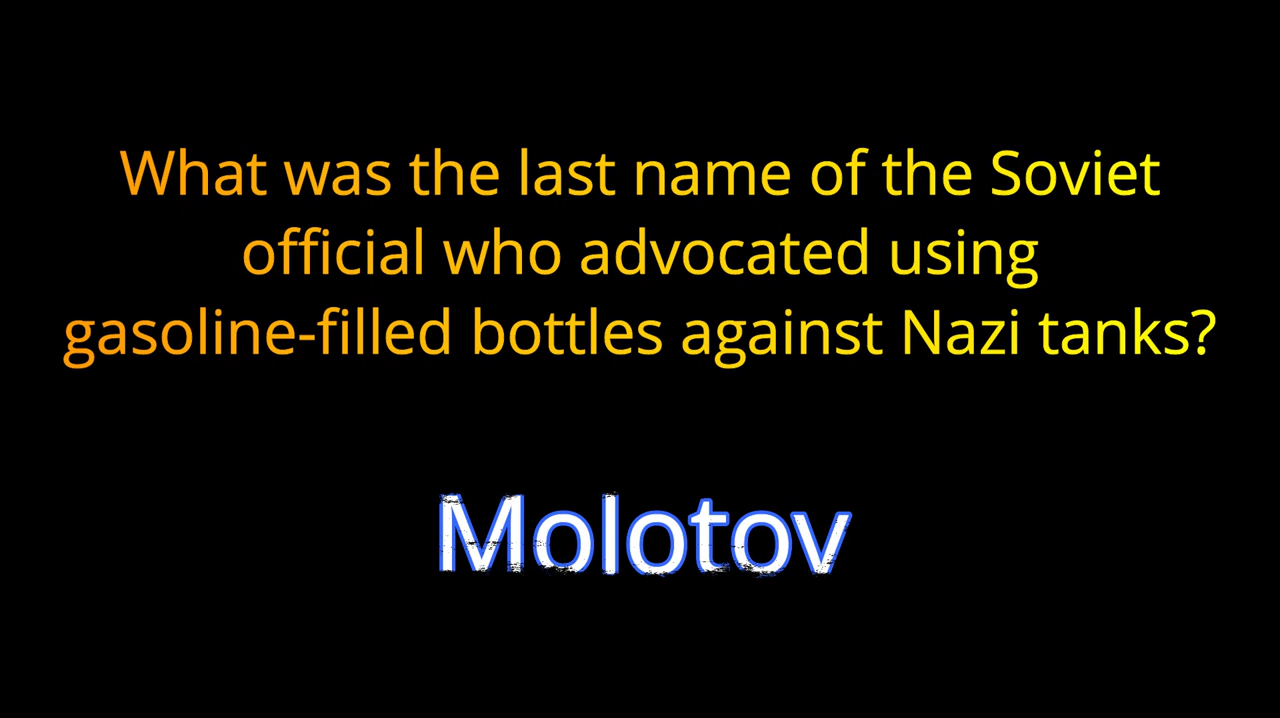 What was the last name of the Soviet
official who advocated using
gasoline-filled bottles against Nazi tanks?
Molotov